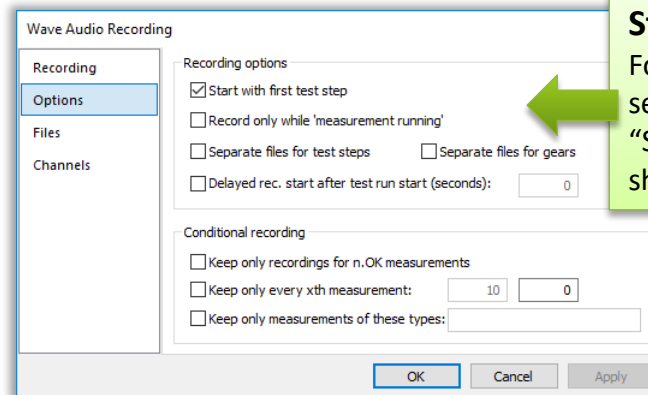 Wave Audio Recording
Recording
Options
Files
Channels
Recording options
Start with first test step
Record only while 'measurement running'
Separate files for test steps Separate files for gears
Delayed rec. start after test run start (seconds): 0
Conditional recording
Keep only recordings for n.OK measurements
Keep only every xth measurement: 10 0
Keep only measurements of these types:
OK Cancel Apply